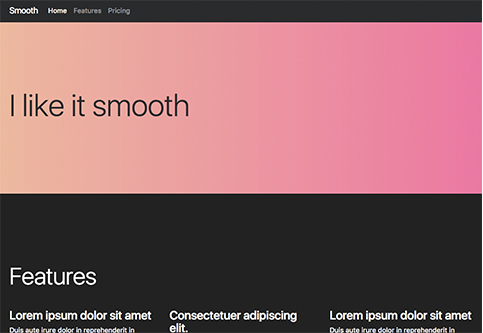 Smooth Home Features Pricing
I like it smooth
Features
Lorem ipsum dolor sit amet
Duis aute irure dolor in reprehenderit in
Consectetuer adipiscing
elit.
Lorem ipsum dolor sit amet
Duis aute irure dolor in reprehenderit in